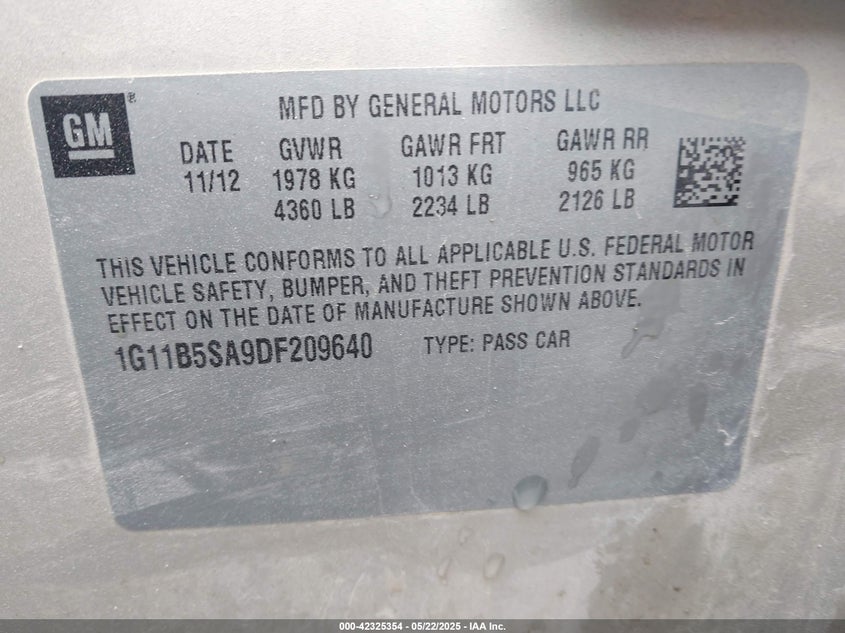 GM ®
MFD BY GENERAL MOTORS LLC
DATE GVWR GAWR FRT GAWR RR
11/12 1978 KG 1013 KG 965 KG
4360 LB 2234 LB 2126 LB
THIS VEHICLE CONFORMS TO ALL APPLICABLE U.S. FEDERAL MOTOR
VEHICLE SAFETY, BUMPER, AND THEFT PREVENTION STANDARDS IN
EFFECT ON THE DATE OF MANUFACTURE SHOWN ABOVE.
1G11B5SA9DF209640 TYPE: PASS CAR
000-42325354 - 05/22/2025 - IAA Inc.